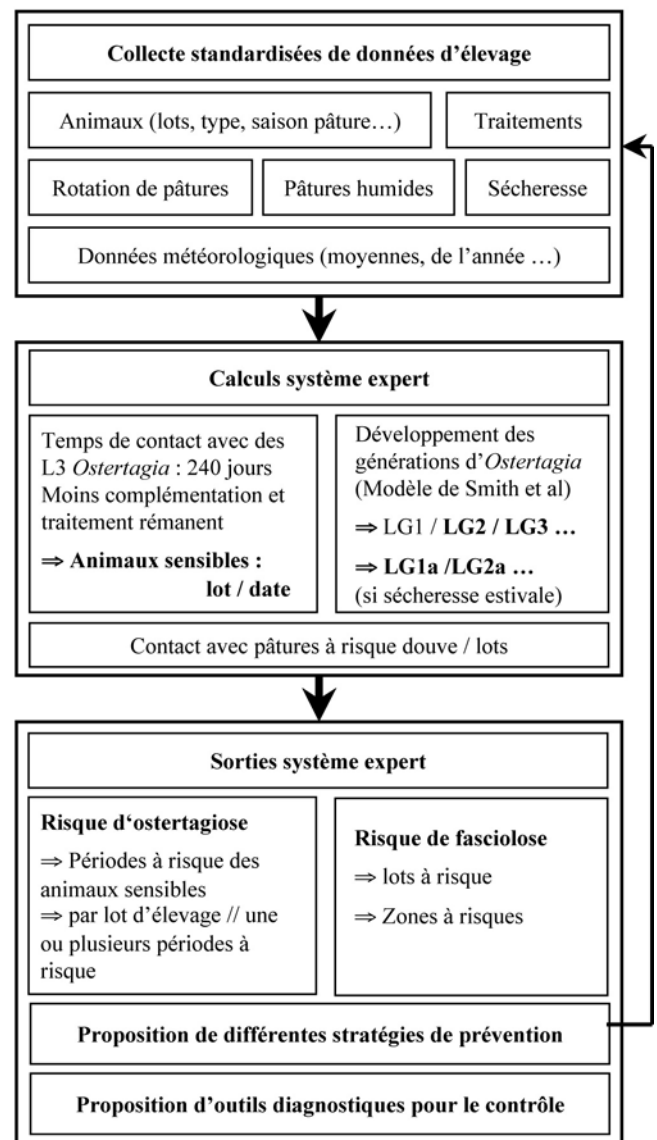 Collecte standardisées de données d'élevage
Animaux (lots, type, saison pâture…)
Traitements
Rotation de pâtures
Pâtures humides
Sécheresse
Données météorologiques (moyennes, de l'année …)
Calculs système expert
Temps de contact avec des
L3 Ostertagia : 240 jours
Moins complémentation et
traitement rémanent
⇒ Animaux sensibles :
lot / date
Développement des
générations d'Ostertagia
(Modèle de Smith et al)
⇒ LG1 / LG2 / LG3 …
⇒ LG1a /LG2a …
(si sécheresse estivale)
Contact avec pâtures à risque douve / lots
Sorties système expert
Risque d‘ostertagiose
⇒ Périodes à risque des
animaux sensibles
⇒ par lot d'élevage // une
ou plusieurs périodes à
risque
Risque de fasciolose
⇒ lots à risque
⇒ Zones à risques
Proposition de différentes stratégies de prévention
Proposition d'outils diagnostiques pour le contrôle